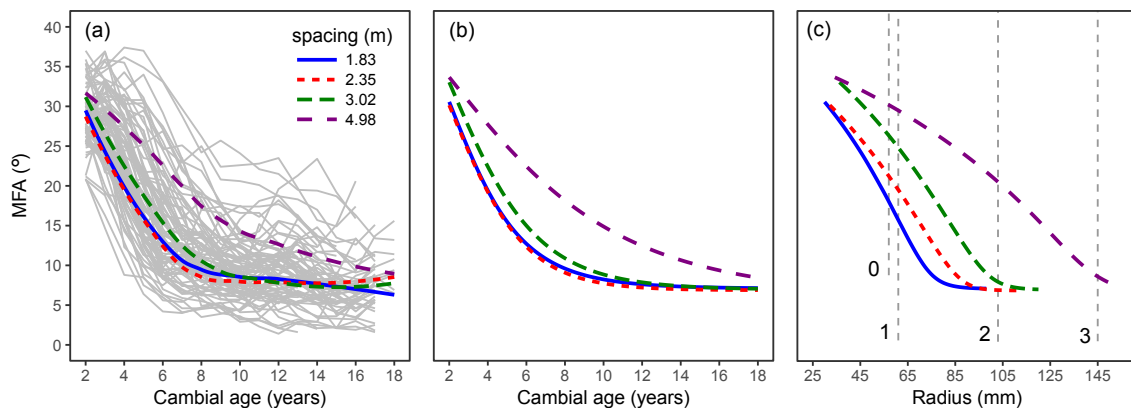 (a)
spacing (m)
1.83
2.35
3.02
4.98
MFA (º)
40
35
30
25
20
15
10
5
0
2 4 6 8 10 12 14 16 18
Cambial age (years)
(b)
2 4 6 8 10 12 14 16 18
Cambial age (years)
(c)
0
1
2
3
25 45 65 85 105 125 145
Radius (mm)